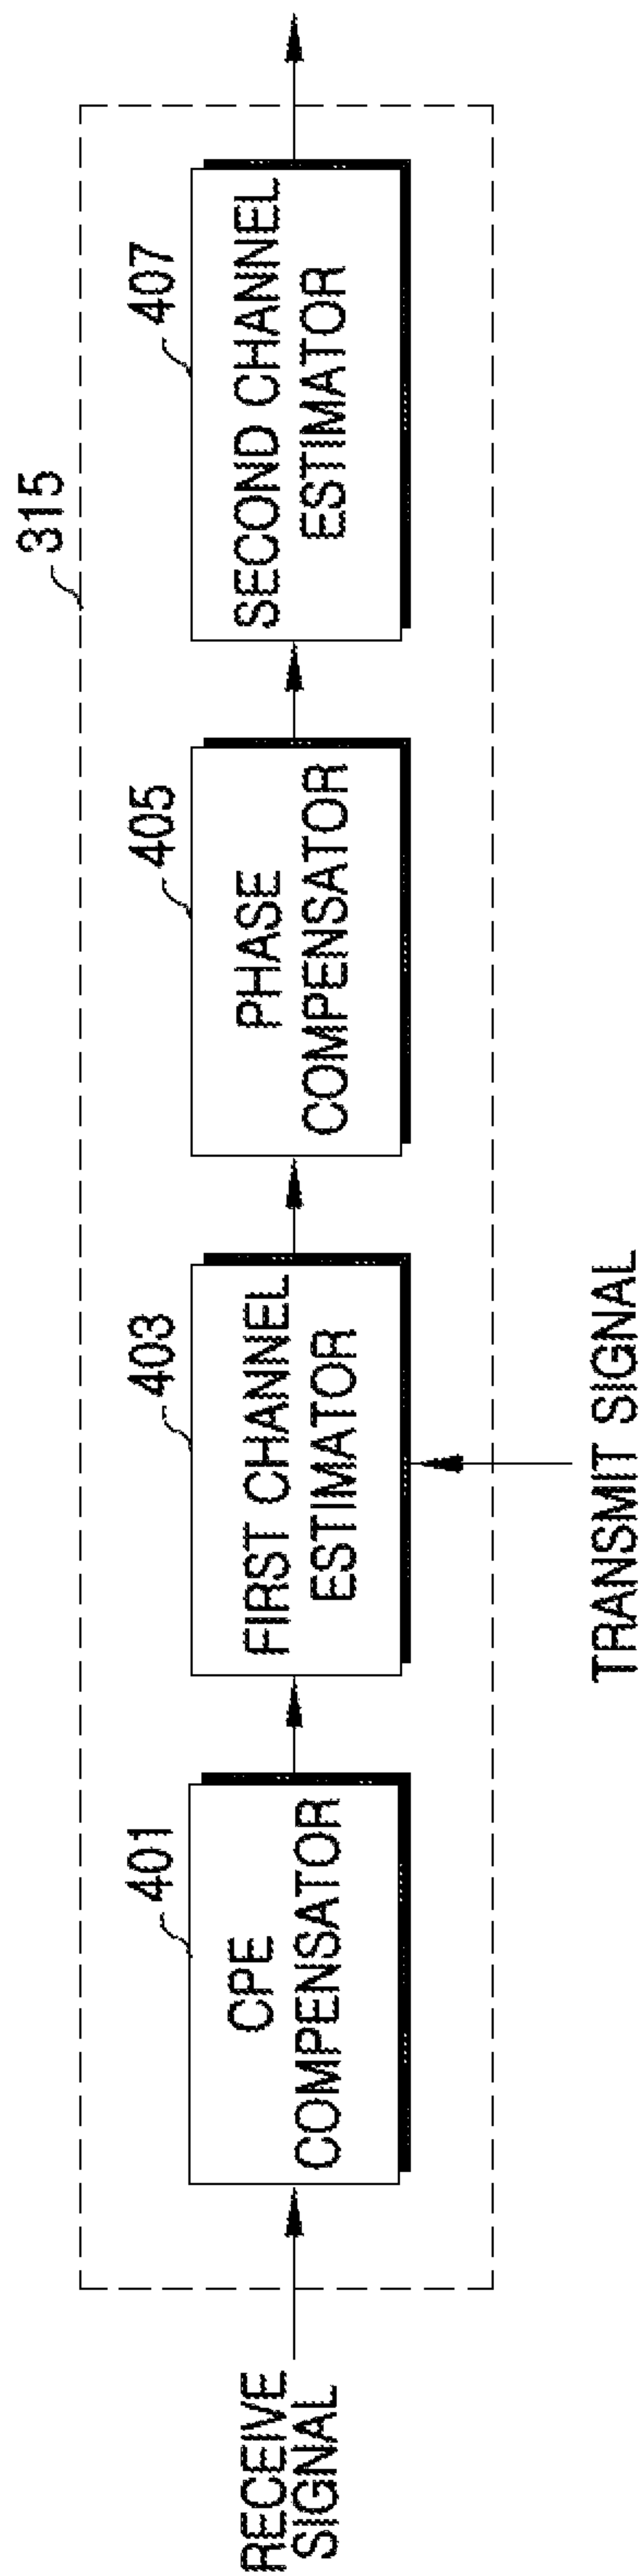 315
401
CPE
COMPENSATOR
403
FIRST CHANNEL
ESTIMATOR
405
PHASE
COMPENSATOR
407
SECOND CHANNEL
ESTIMATOR
RECEIVE
SIGNAL
TRANSMIT SIGNAL